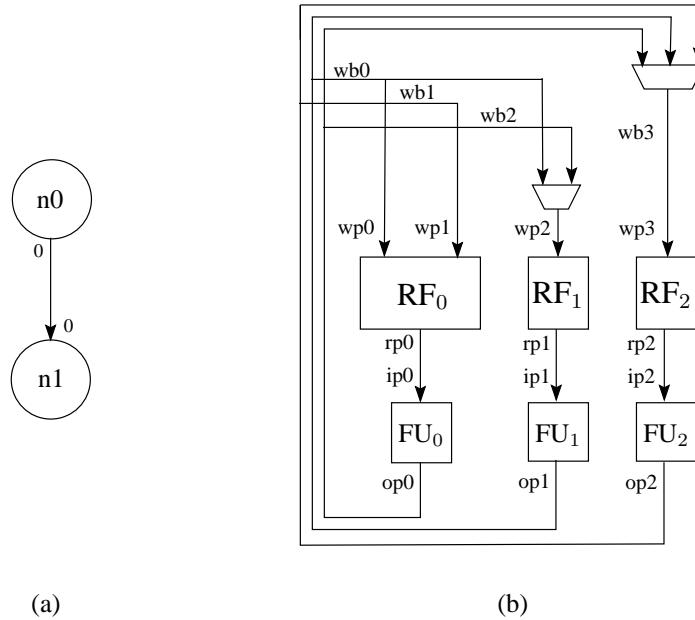 n0
0
0
n1
(a)
wb0
wb1
wb2
wb3
wp0
wp1
wp2
wp3
RF₀
RF₁
RF₂
rp0
rp1
rp2
ip0
ip1
ip2
FU₀
FU₁
FU₂
op0
op1
op2
(b)